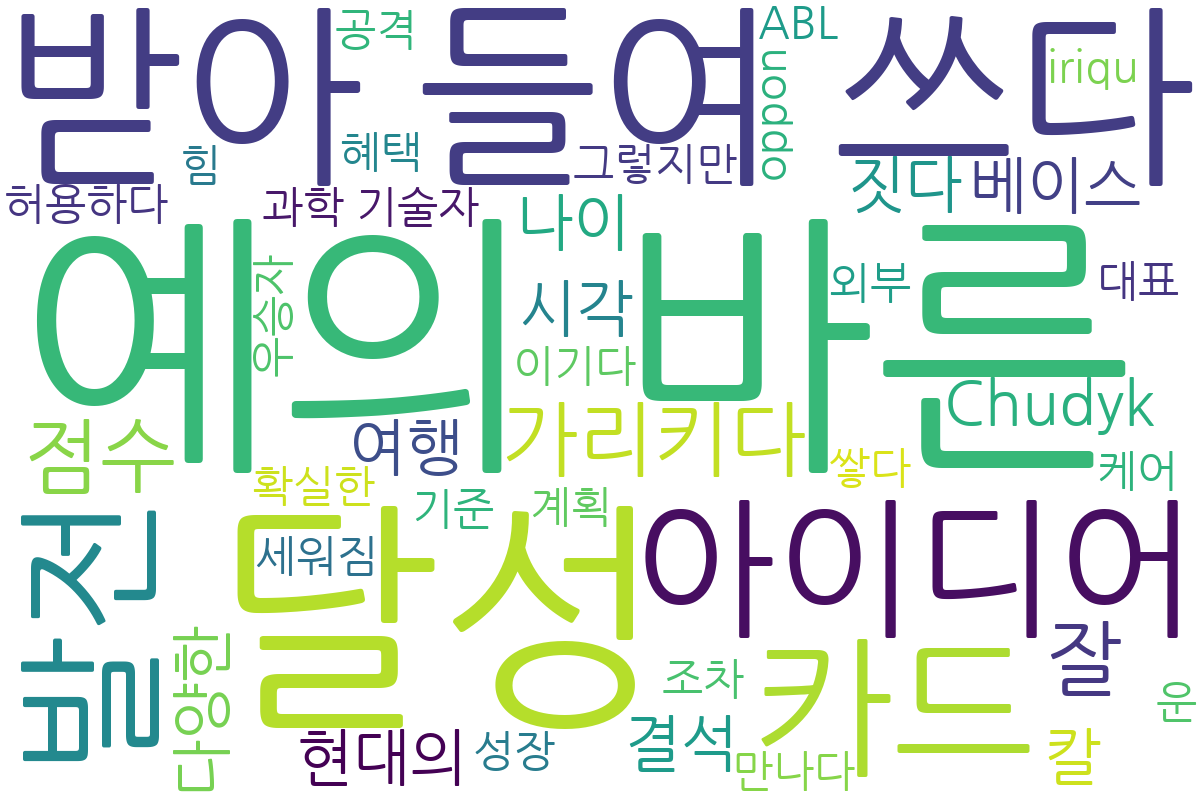 받아 들여
쓰다
공격
ABL
oppon
iriqu
힘
혜택
그렇지만
짓다
베이스
허용하다
과학 기술자
나이
예의 바른
우승자
시각
외부
대표
이기다
Chudyk
점수
여행
가리키다
쌓다
케어
확실한
기준
계획
발전
달성
세워짐
아이디어
다양한
조차
카드
잘
운
현대의
성장
결석
만나다
칼